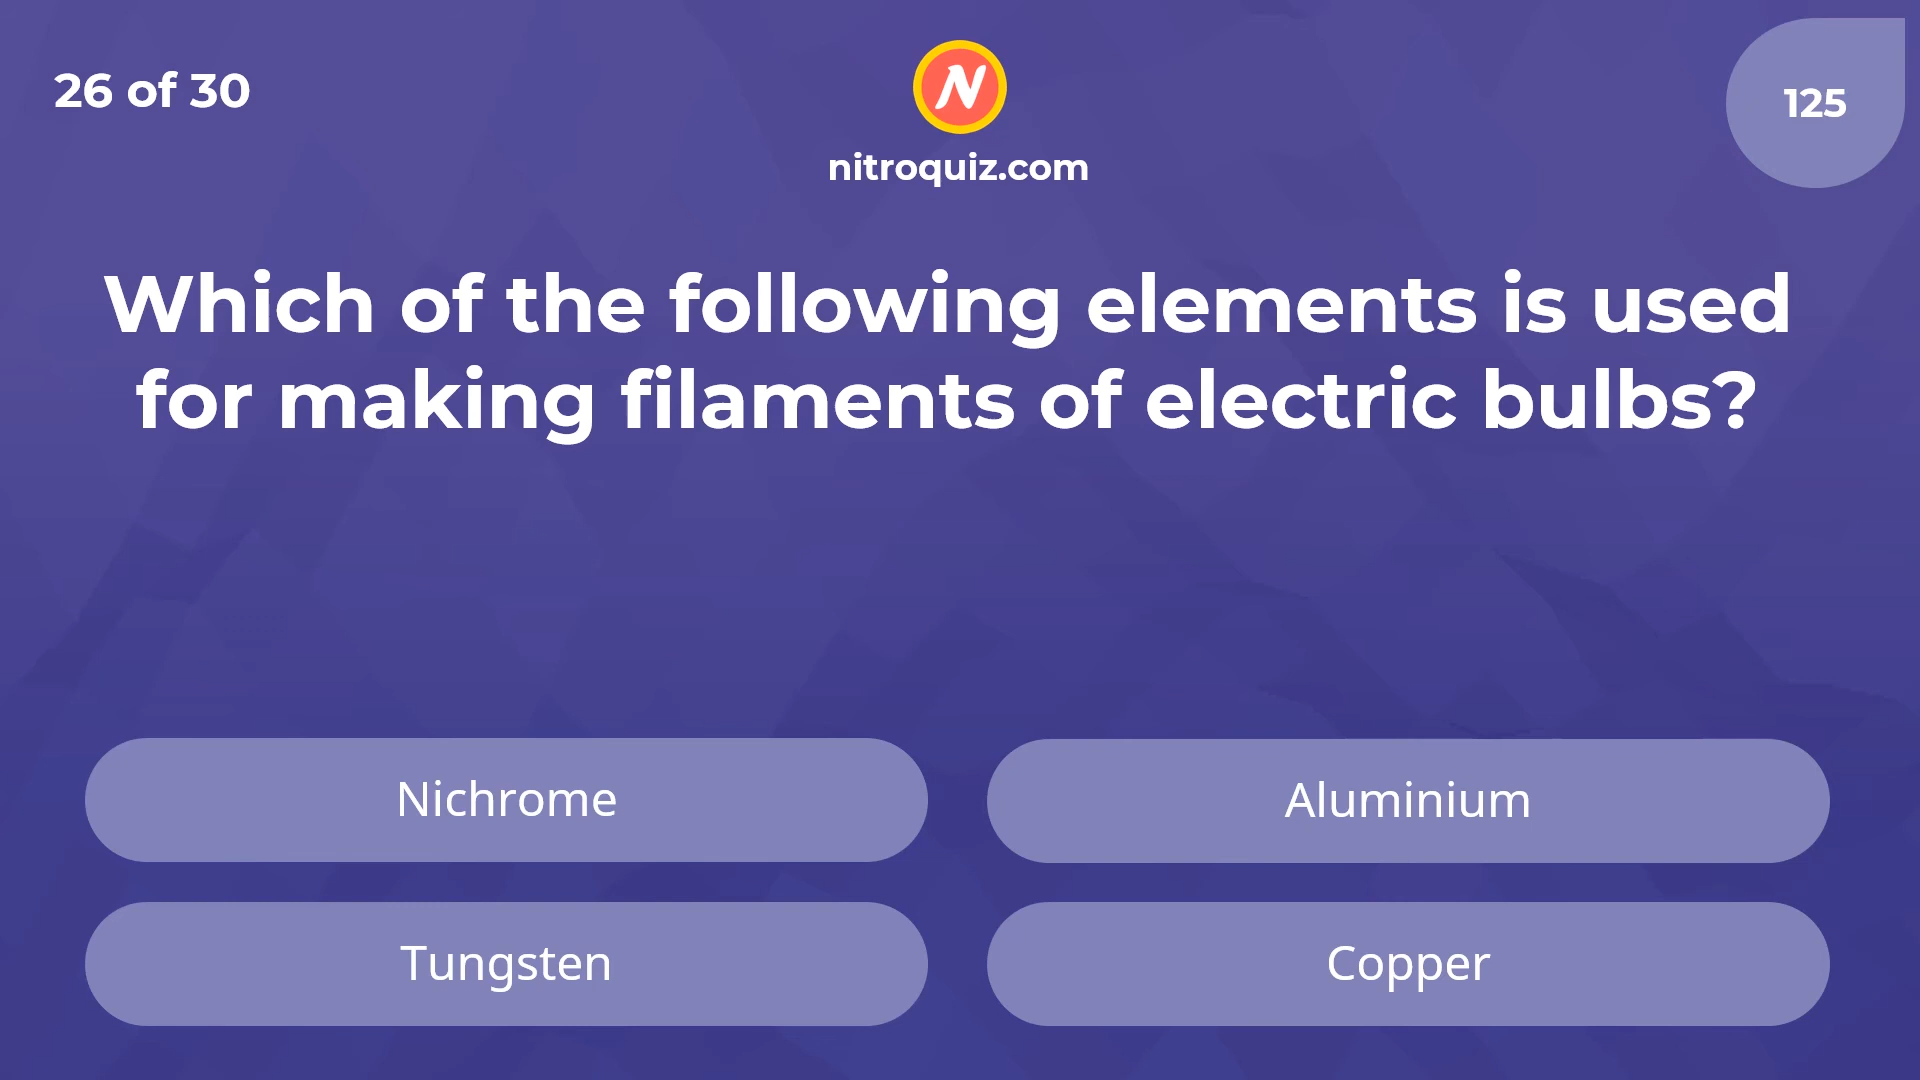 26 of 30
N
nitroquiz.com
125
Which of the following elements is used
for making filaments of electric bulbs?
Nichrome
Aluminium
Tungsten
Copper